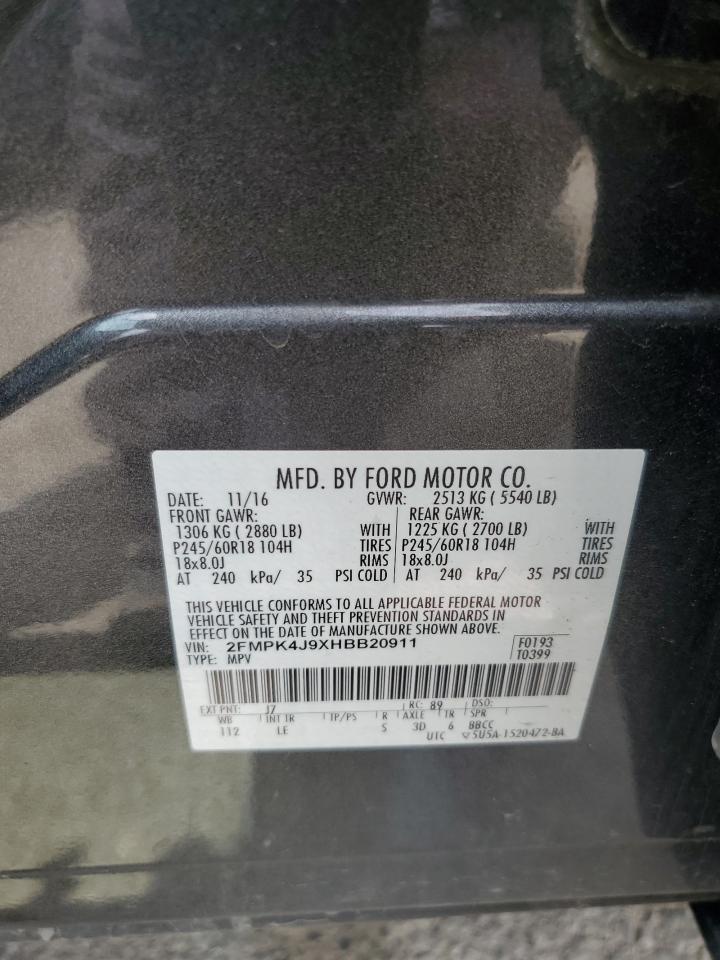 MFD. BY FORD MOTOR CO.
DATE: 11/16 GVWR: 2513 KG ( 5540 LB)
FRONT GAWR: REAR GAWR:
1306 KG ( 2880 LB) WITH 1225 KG ( 2700 LB) WITH
P245/60R18 104H TIRES P245/60R18 104H TIRES
18x8.0J RIMS 18x8.0J RIMS
AT 240 kPa/ 35 PSI COLD AT 240 kPa/ 35 PSI COLD
THIS VEHICLE CONFORMS TO ALL APPLICABLE FEDERAL MOTOR
VEHICLE SAFETY AND THEFT PREVENTION STANDARDS IN
EFFECT ON THE DATE OF MANUFACTURE SHOWN ABOVE.
VIN: 2FMPK4J9XHBB20911 F0193
TYPE: MPV T0399
EXT PNT: J7 RC: 89 DSO:
WB INT TR TP/PS R AXLE TR SPR
112 LE S 3D 6 BBCC
UTC 5U5A-1520472-BA